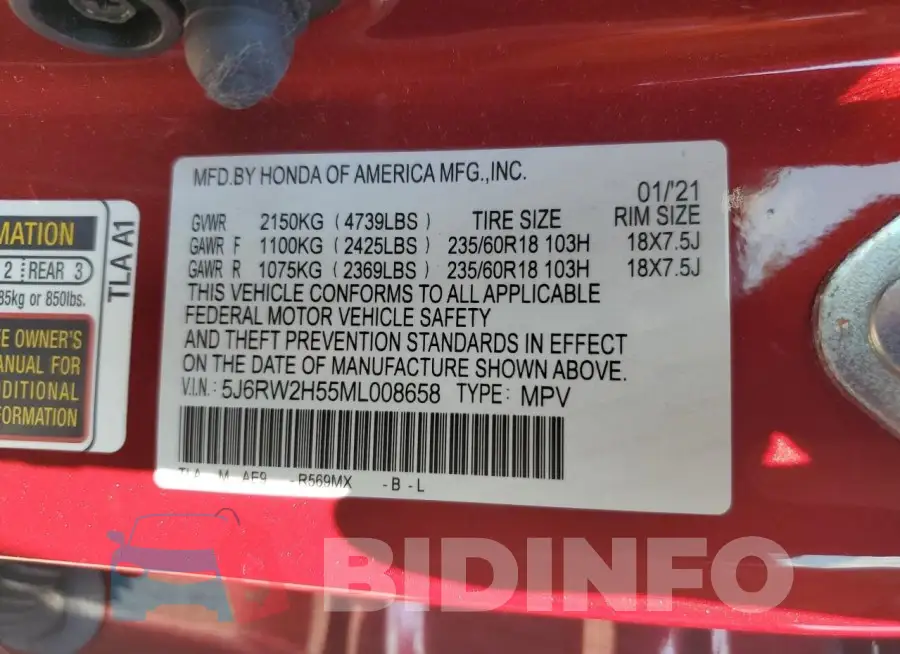 MFD.BY HONDA OF AMERICA MFG.,INC.
01/'21
GVWR 2150KG ( 4739LBS ) TIRE SIZE RIM SIZE
GAWR F 1100KG ( 2425LBS ) 235/60R18 103H 18X7.5J
GAWR R 1075KG ( 2369LBS ) 235/60R18 103H 18X7.5J
THIS VEHICLE CONFORMS TO ALL APPLICABLE
FEDERAL MOTOR VEHICLE SAFETY
AND THEFT PREVENTION STANDARDS IN EFFECT
ON THE DATE OF MANUFACTURE SHOWN ABOVE.
V.I.N.: 5J6RW2H55ML008658 TYPE: MPV
TLA M AE9 -R569MX -B -L
MATION
2 REAR 3
85kg or 850lbs.
E OWNER'S
ANUAL FOR
DITIONAL
FORMATION
TLA A1
BIDINFO